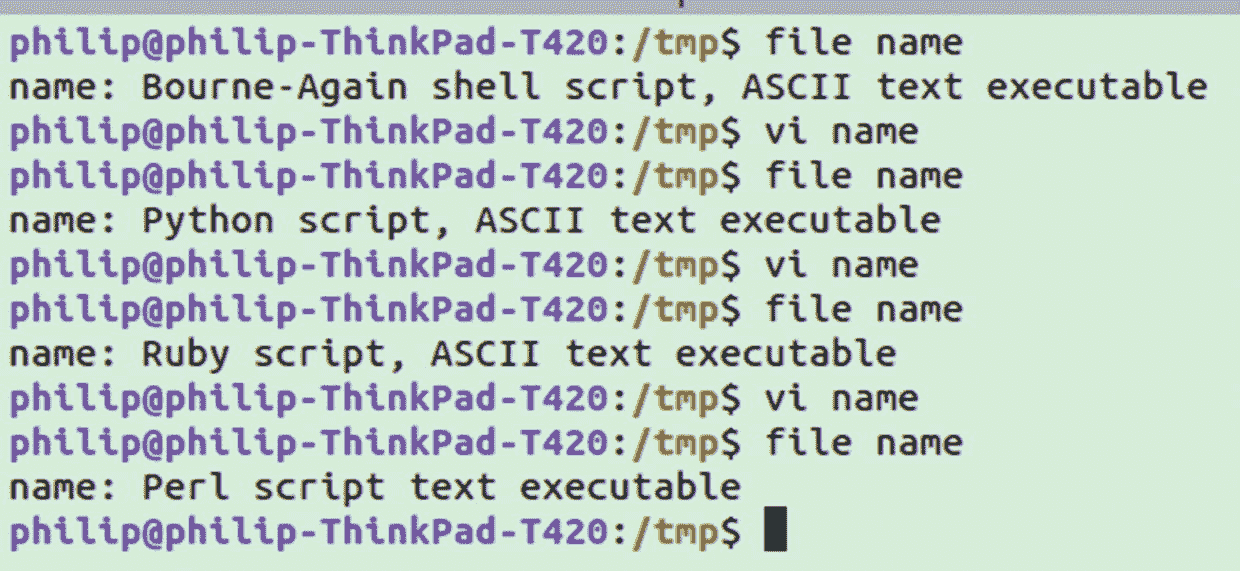 philip@philip-ThinkPad-T420:/tmp$ file name
name: Bourne-Again shell script, ASCII text executable
philip@philip-ThinkPad-T420:/tmp$ vi name
philip@philip-ThinkPad-T420:/tmp$ file name
name: Python script, ASCII text executable
philip@philip-ThinkPad-T420:/tmp$ vi name
philip@philip-ThinkPad-T420:/tmp$ file name
name: Ruby script, ASCII text executable
philip@philip-ThinkPad-T420:/tmp$ vi name
philip@philip-ThinkPad-T420:/tmp$ file name
name: Perl script text executable
philip@philip-ThinkPad-T420:/tmp$